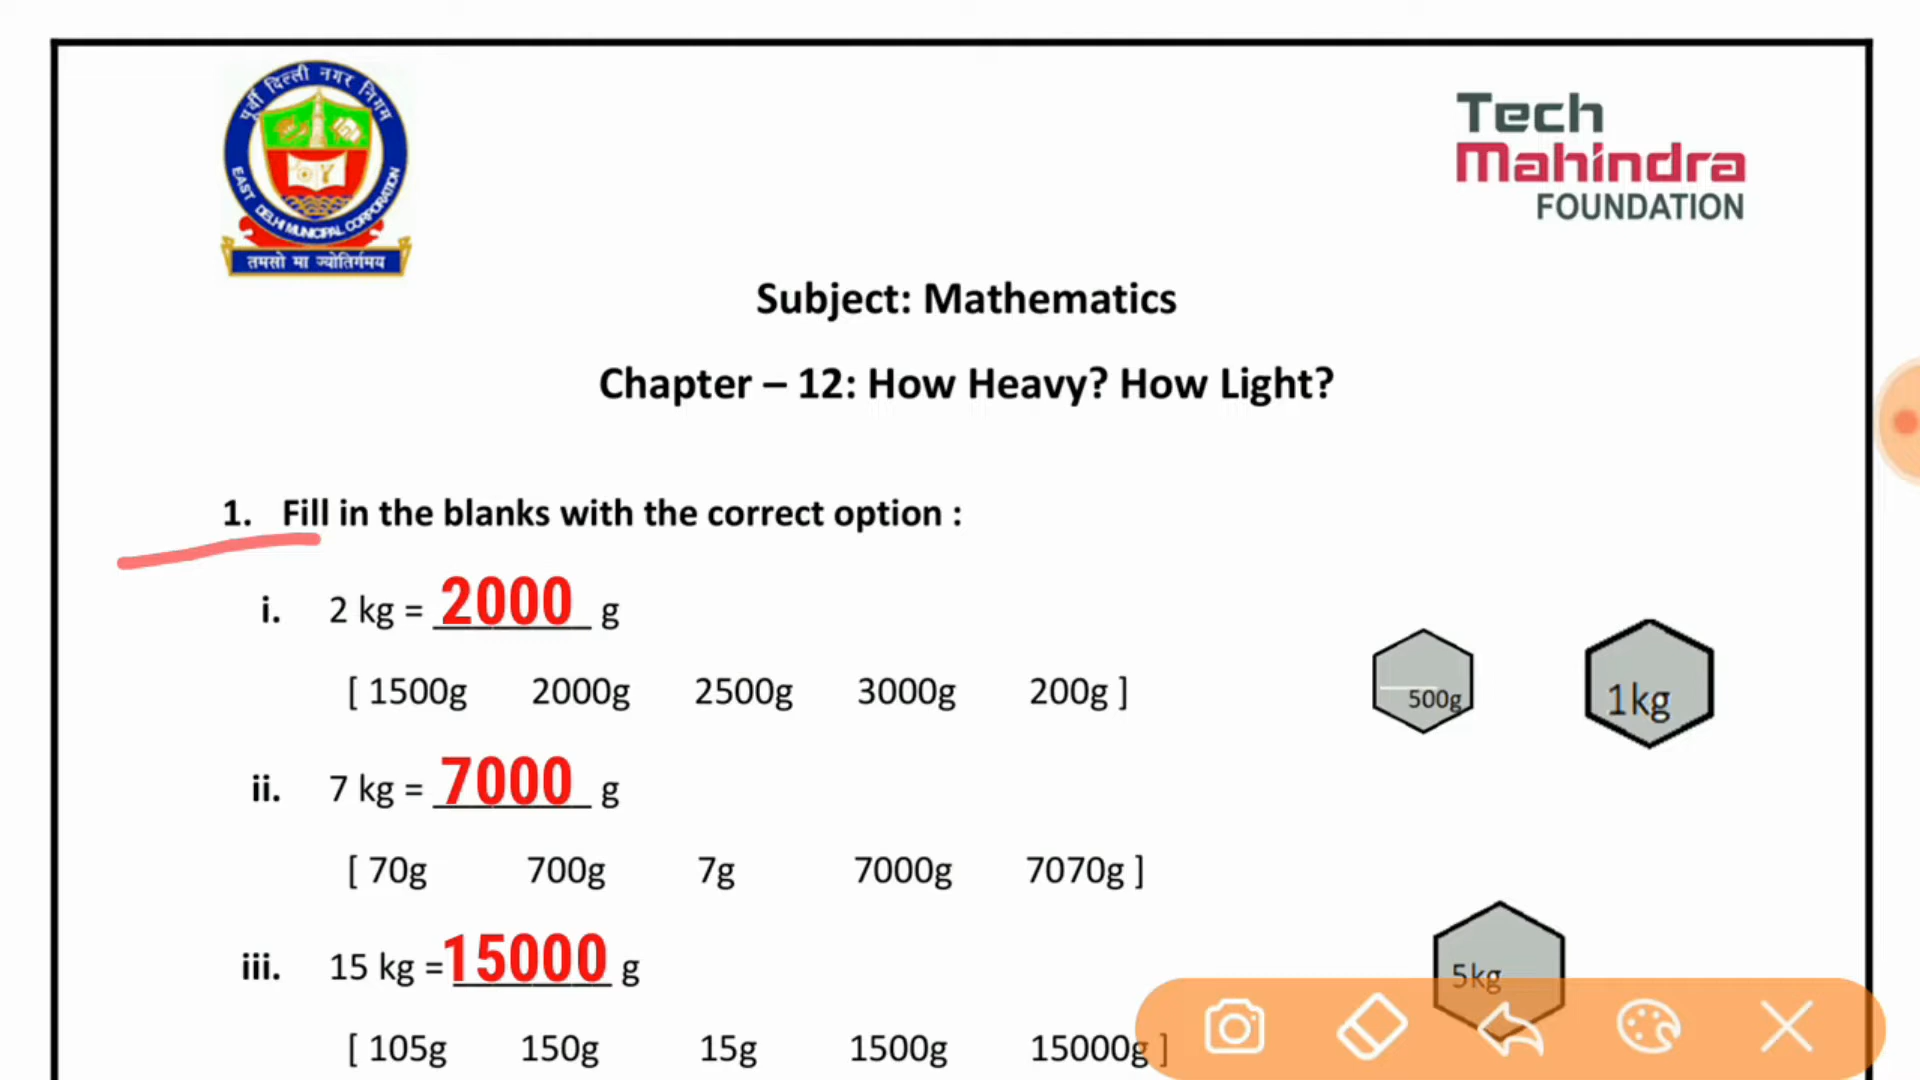 पूर्वी दिल्ली नगर निगम
EAST DELHI MUNICIPAL CORPORATION
तमसो मा ज्योतिर्गमय
Tech
Mahindra
FOUNDATION
Subject: Mathematics
Chapter – 12: How Heavy? How Light?
1. Fill in the blanks with the correct option :
i. 2 kg = 2000 g
[ 1500g 2000g 2500g 3000g 200g ]
500g
1kg
ii. 7 kg = 7000 g
[ 70g 700g 7g 7000g 7070g ]
iii. 15 kg =15000 g
5kg
[ 105g 150g 15g 1500g 15000g ]